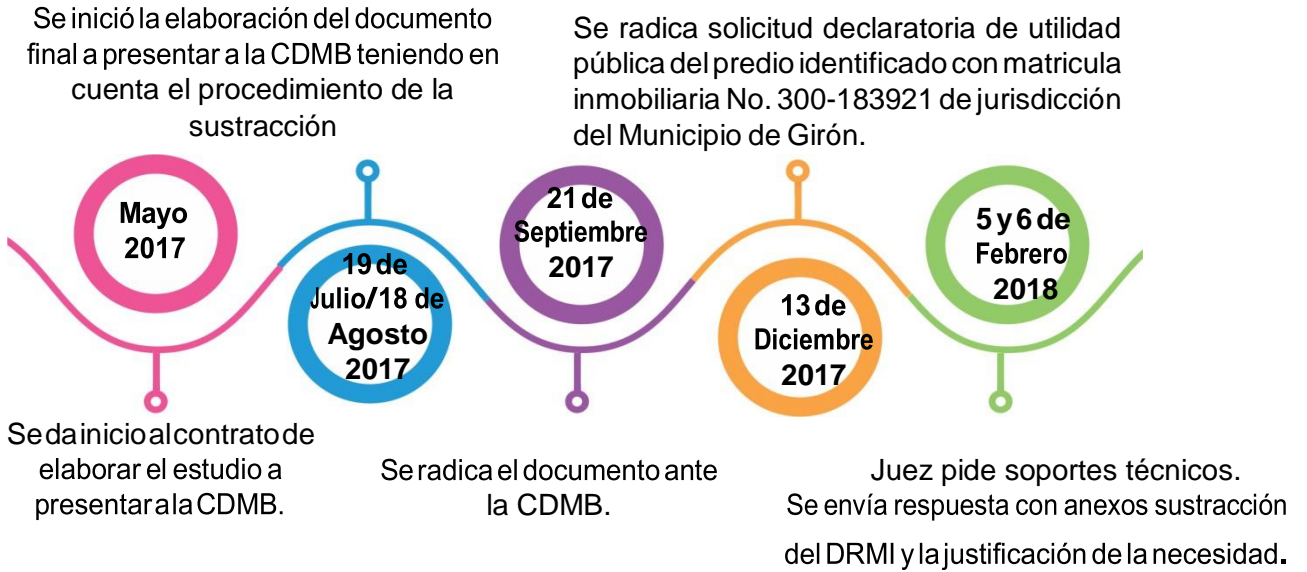 Se inició la elaboración del documento
final a presentar a la CDMB teniendo en
cuenta el procedimiento de la
sustracción
Se radica solicitud declaratoria de utilidad
pública del predio identificado con matricula
inmobiliaria No. 300-183921 de jurisdicción
del Municipio de Girón.
Mayo
2017
19 de
Julio/18 de
Agosto
2017
21 de
Septiembre
2017
13 de
Diciembre
2017
5 y 6 de
Febrero
2018
Se da inicio al contrato de
elaborar el estudio a
presentar a la CDMB.
Se radica el documento ante
la CDMB.
Juez pide soportes técnicos.
Se envía respuesta con anexos sustracción
del DRMI y la justificación de la necesidad.